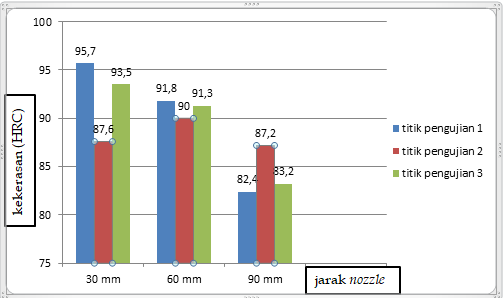 100
95
90
85
80
75
kekerasan (HRC)
95,7
87,6
93,5
91,8
90
91,3
82,4
87,2
83,2
30 mm
60 mm
90 mm
jarak nozzle
titik pengujian 1
titik pengujian 2
titik pengujian 3